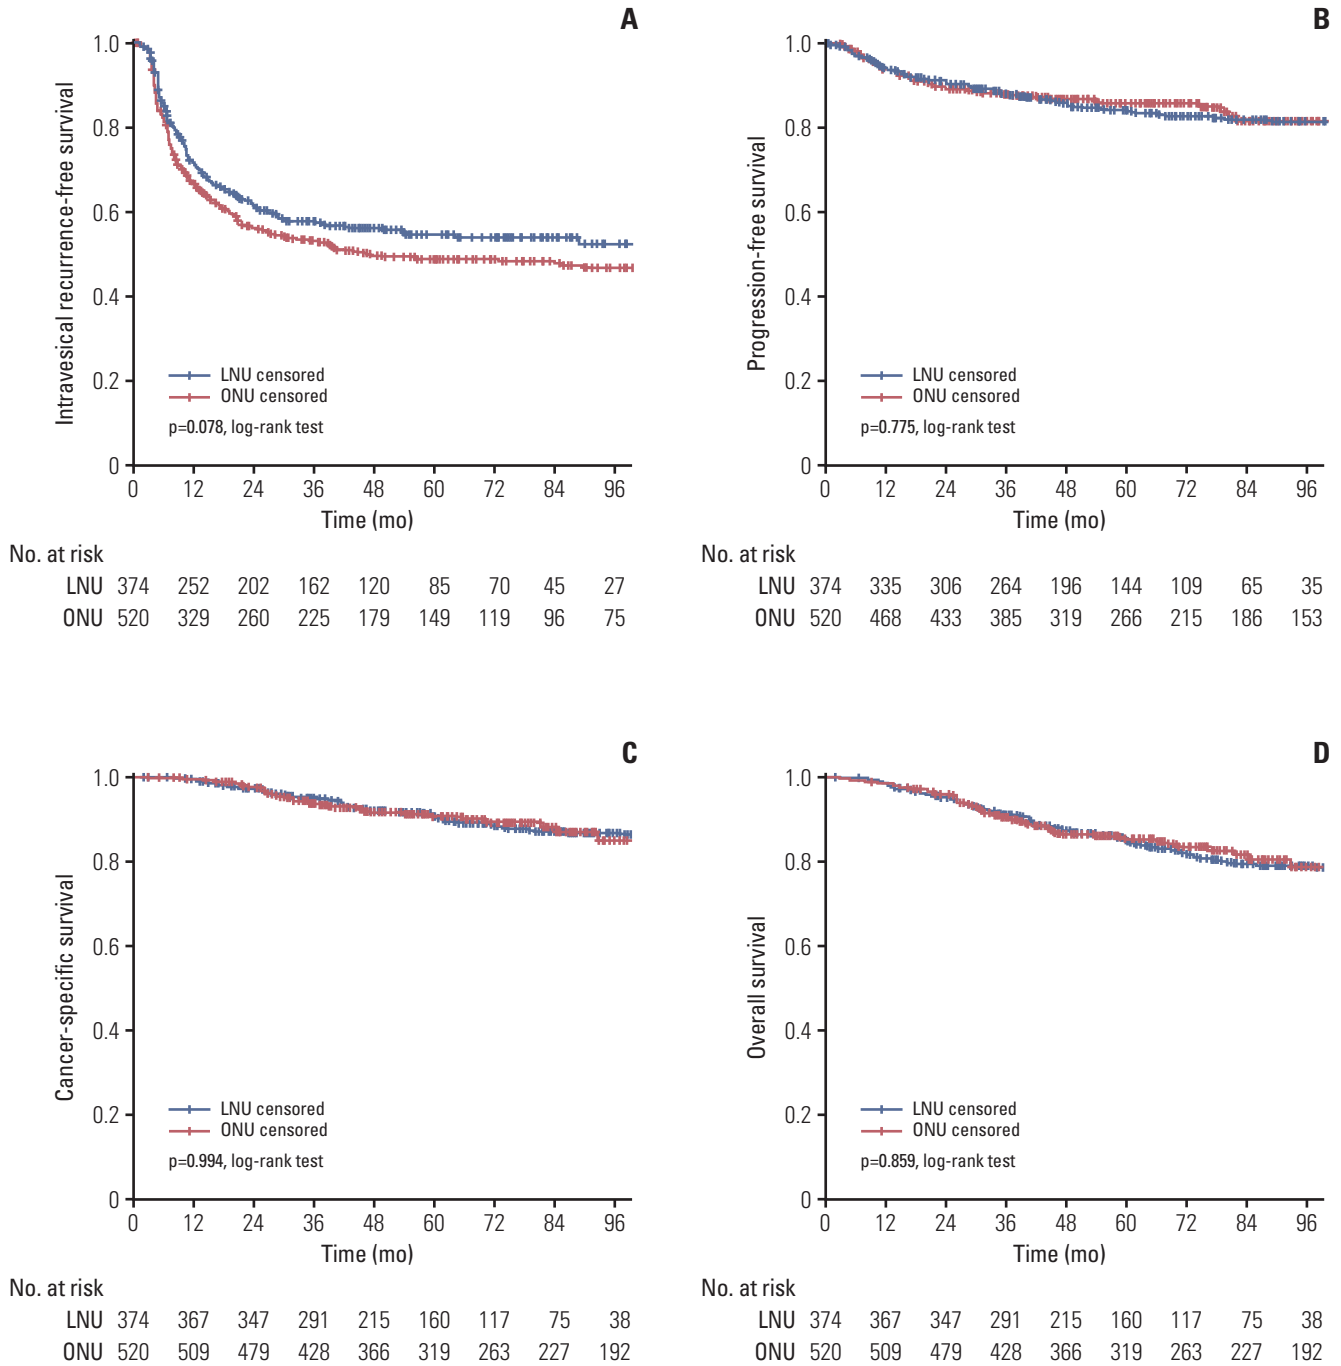 A
Intravesical recurrence-free survival
1.0
0.8
0.6
0.4
0.2
0
LNU censored
ONU censored
p=0.078, log-rank test
0 12 24 36 48 60 72 84 96
Time (mo)
No. at risk
LNU 374 252 202 162 120 85 70 45 27
ONU 520 329 260 225 179 149 119 96 75
B
Progression-free survival
1.0
0.8
0.6
0.4
0.2
0
LNU censored
ONU censored
p=0.775, log-rank test
0 12 24 36 48 60 72 84 96
Time (mo)
No. at risk
LNU 374 335 306 264 196 144 109 65 35
ONU 520 468 433 385 319 266 215 186 153
C
Cancer-specific survival
1.0
0.8
0.6
0.4
0.2
0
LNU censored
ONU censored
p=0.994, log-rank test
0 12 24 36 48 60 72 84 96
Time (mo)
No. at risk
LNU 374 367 347 291 215 160 117 75 38
ONU 520 509 479 428 366 319 263 227 192
D
Overall survival
1.0
0.8
0.6
0.4
0.2
0
LNU censored
ONU censored
p=0.859, log-rank test
0 12 24 36 48 60 72 84 96
Time (mo)
No. at risk
LNU 374 367 347 291 215 160 117 75 38
ONU 520 509 479 428 366 319 263 227 192